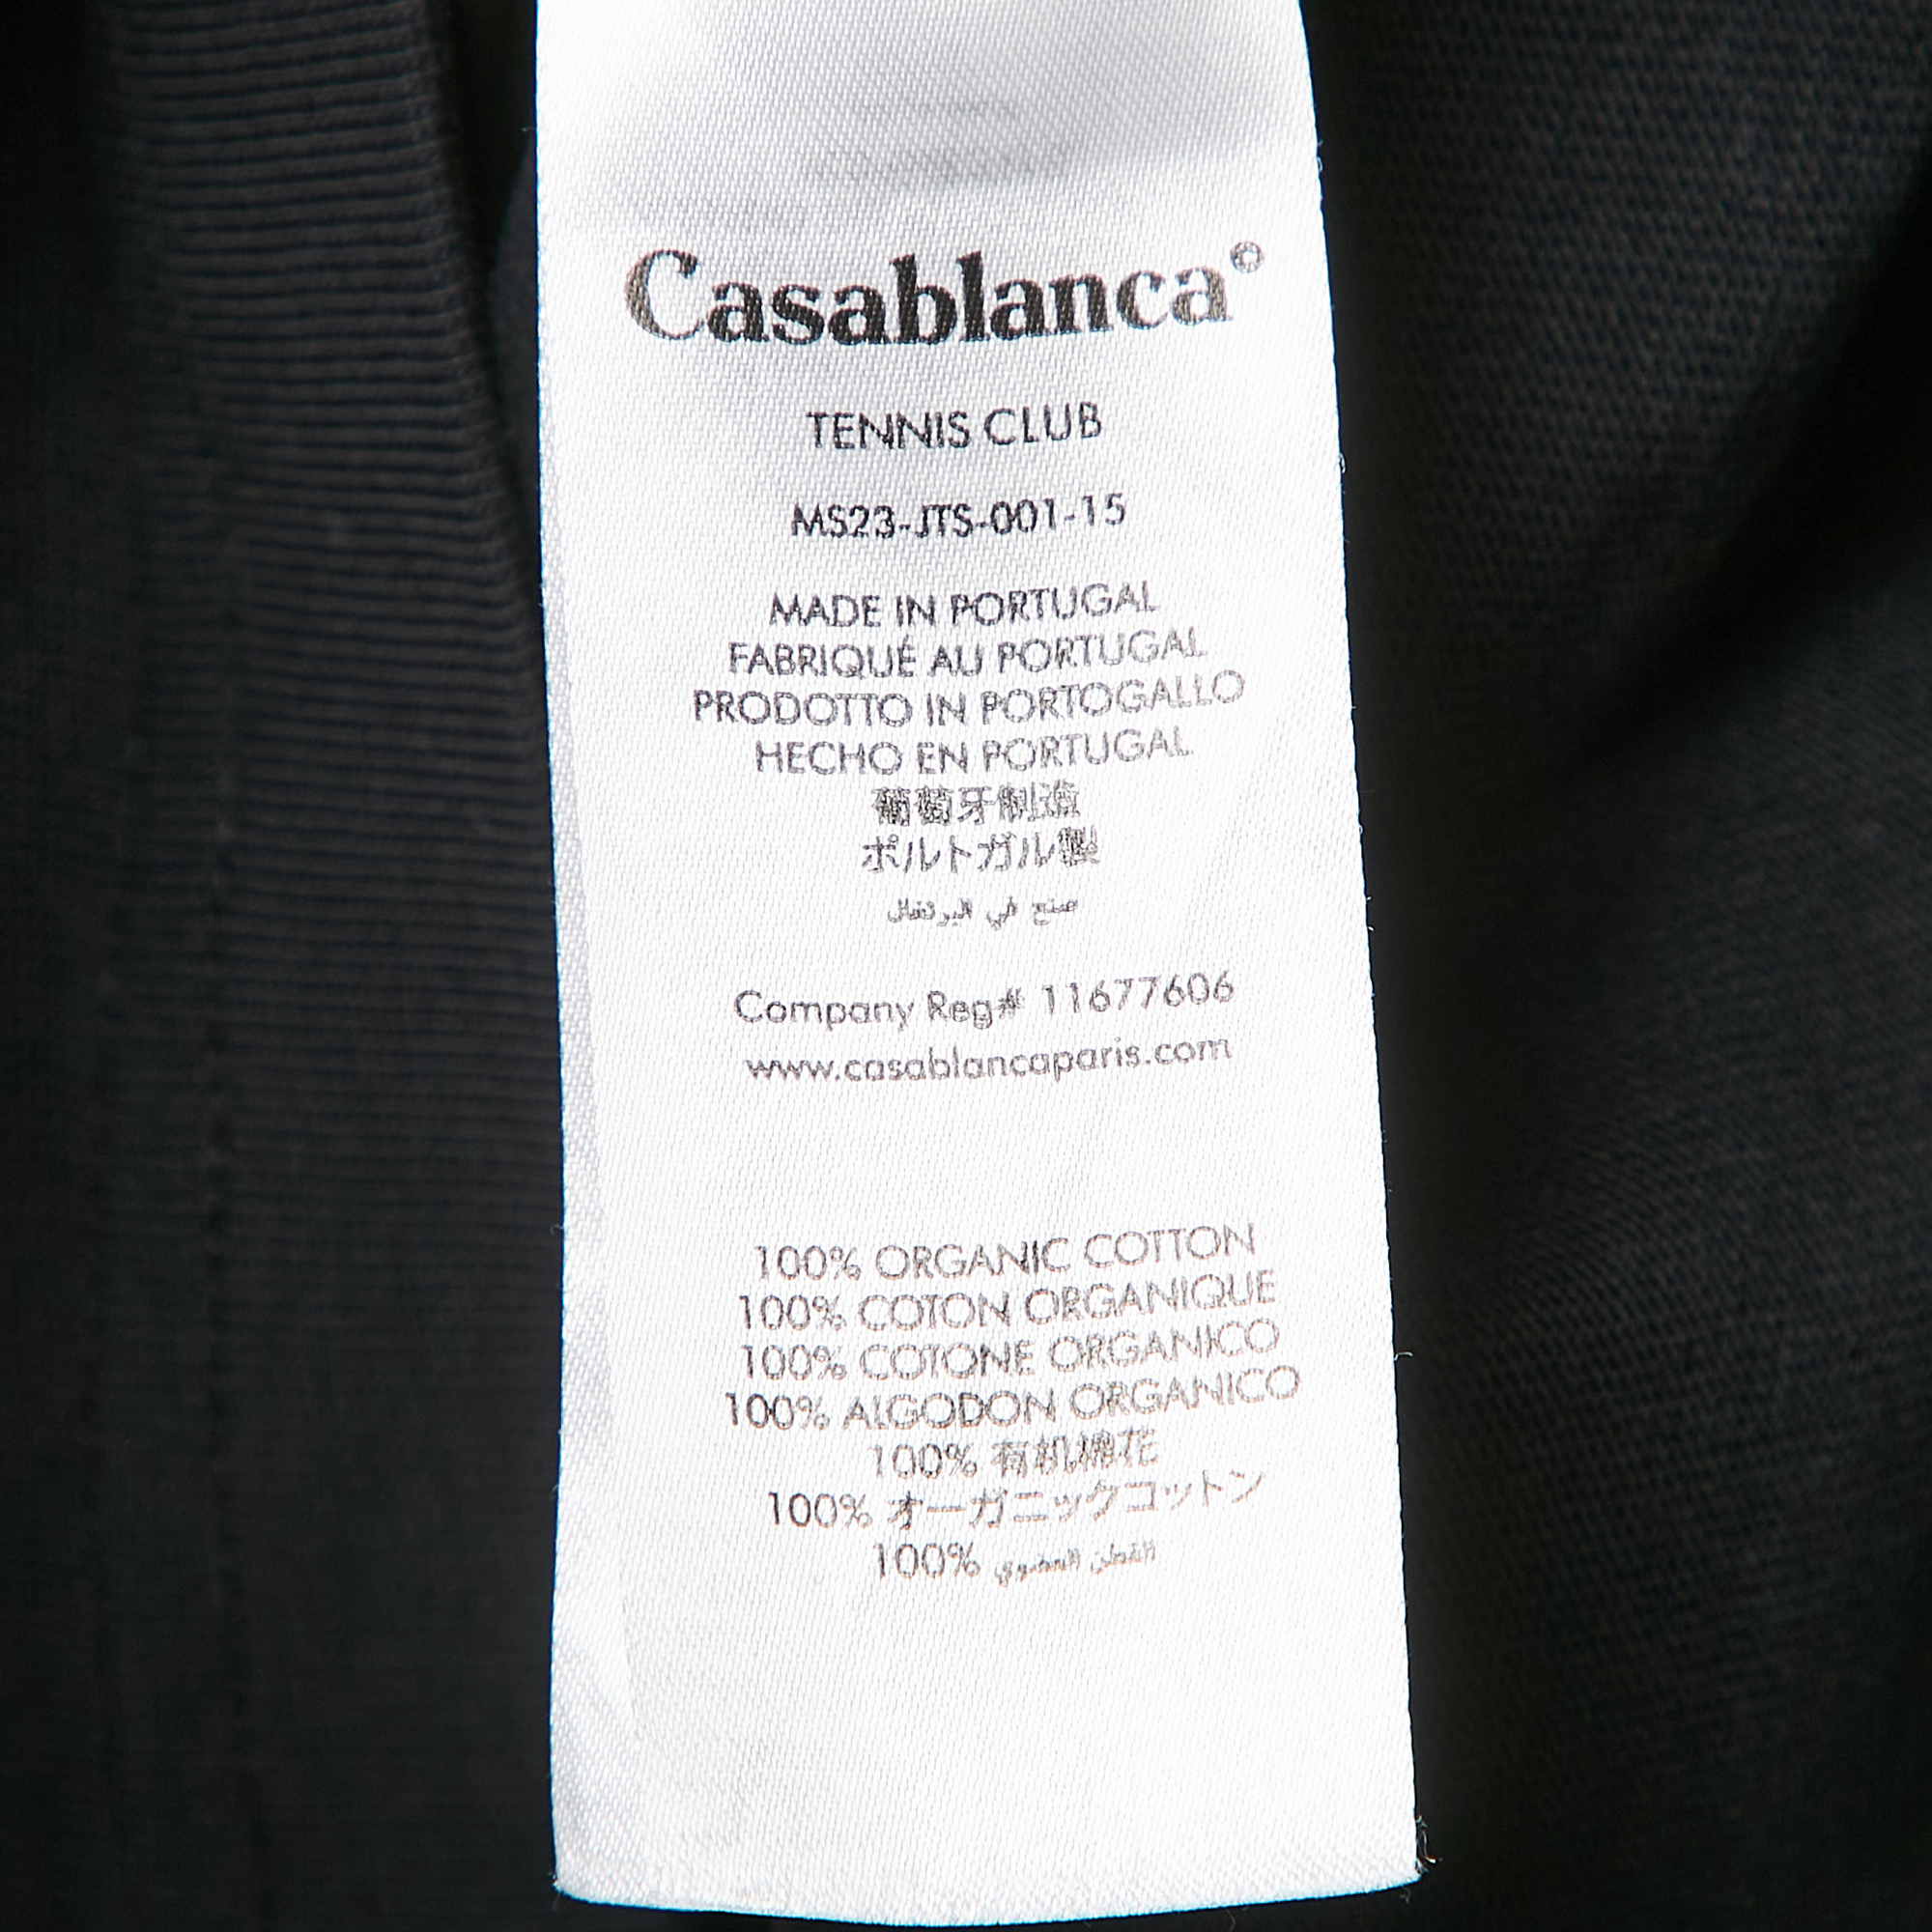 Casablanca®
TENNIS CLUB
MS23-JTS-001-15
MADE IN PORTUGAL
FABRIQUÉ AU PORTUGAL
PRODOTTO IN PORTOGALLO
HECHO EN PORTUGAL
葡萄牙制造
ポルトガル製
صنع في البرتغال
Company Reg# 11677606
www.casablancaparis.com
100% ORGANIC COTTON
100% COTON ORGANIQUE
100% COTONE ORGANICO
100% ALGODON ORGANICO
100% 有机棉花
100% オーガニックコットン
100% القطن العضوي